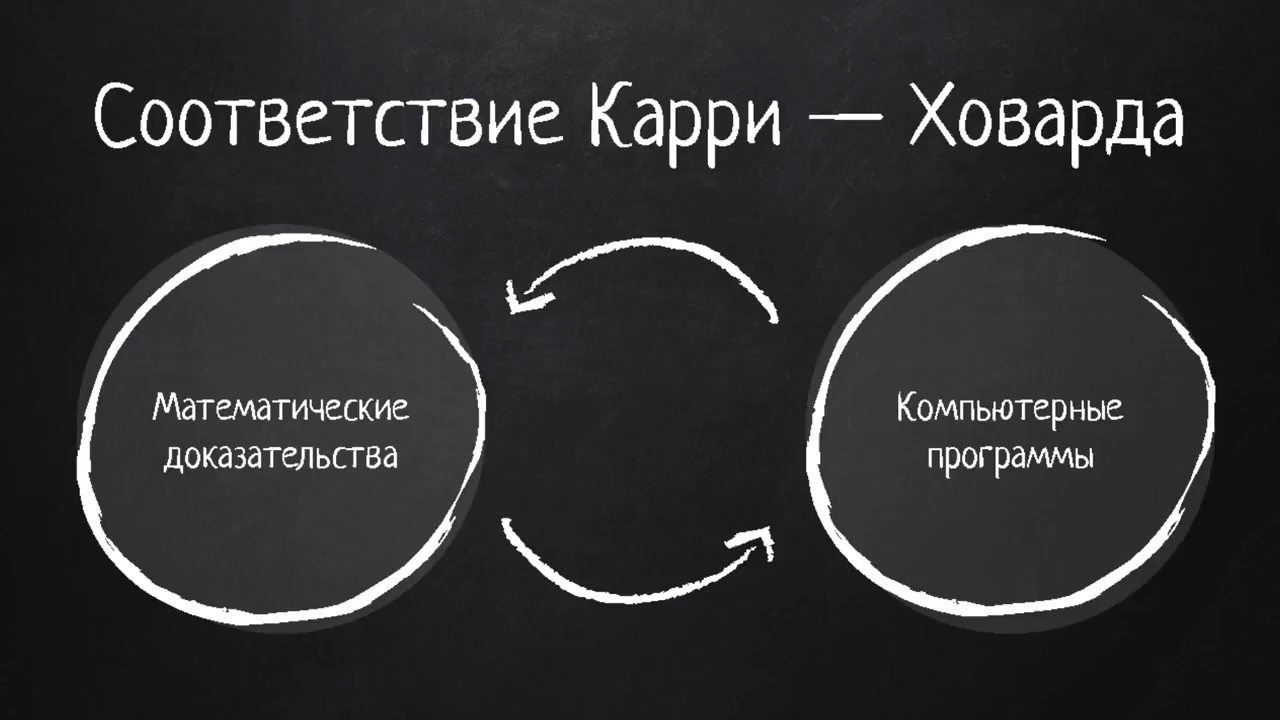 Соответствие Карри — Ховарда
Математические
доказательства
Компьютерные
программы